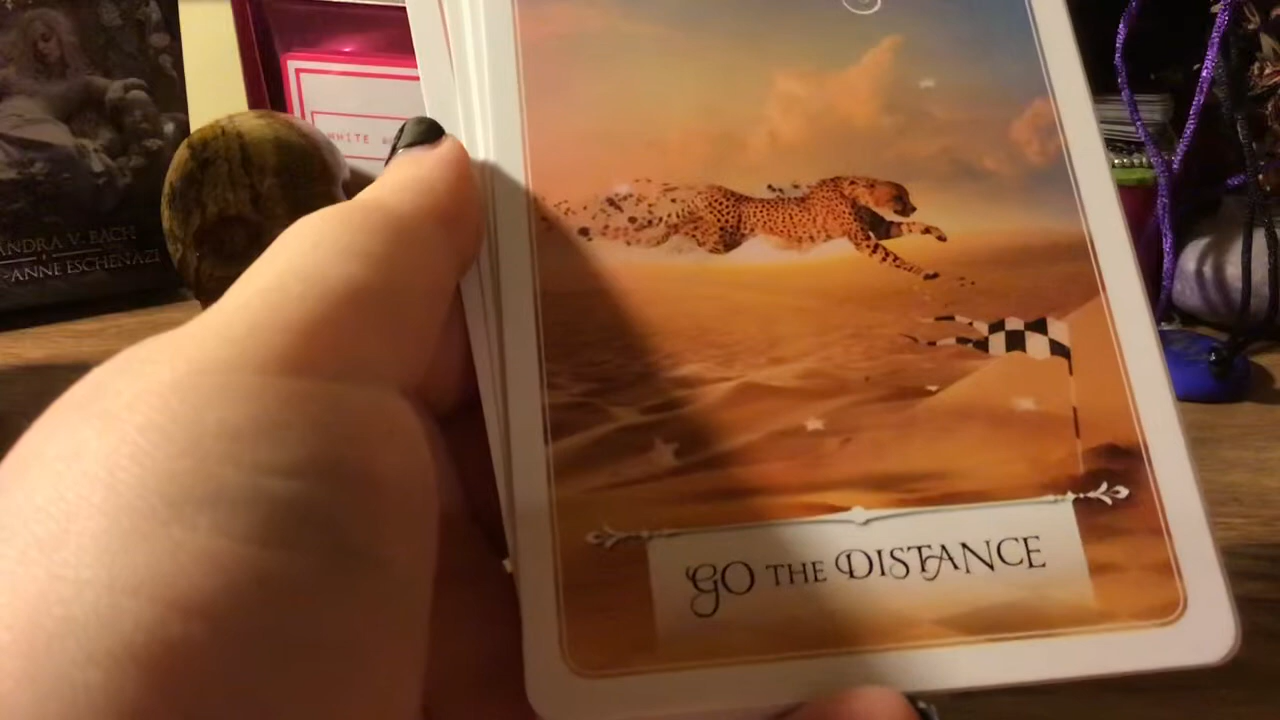 WHITE
ANDRA V. BACH
-ANNE ESCHENAZI
GO THE DISTANCE